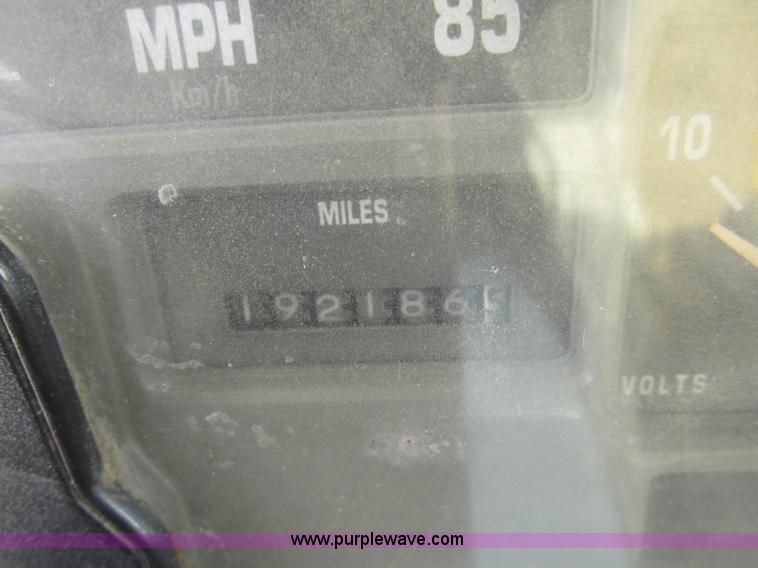 MPH 85
Km/h
10
MILES
1921865
VOLTS
www.purplewave.com